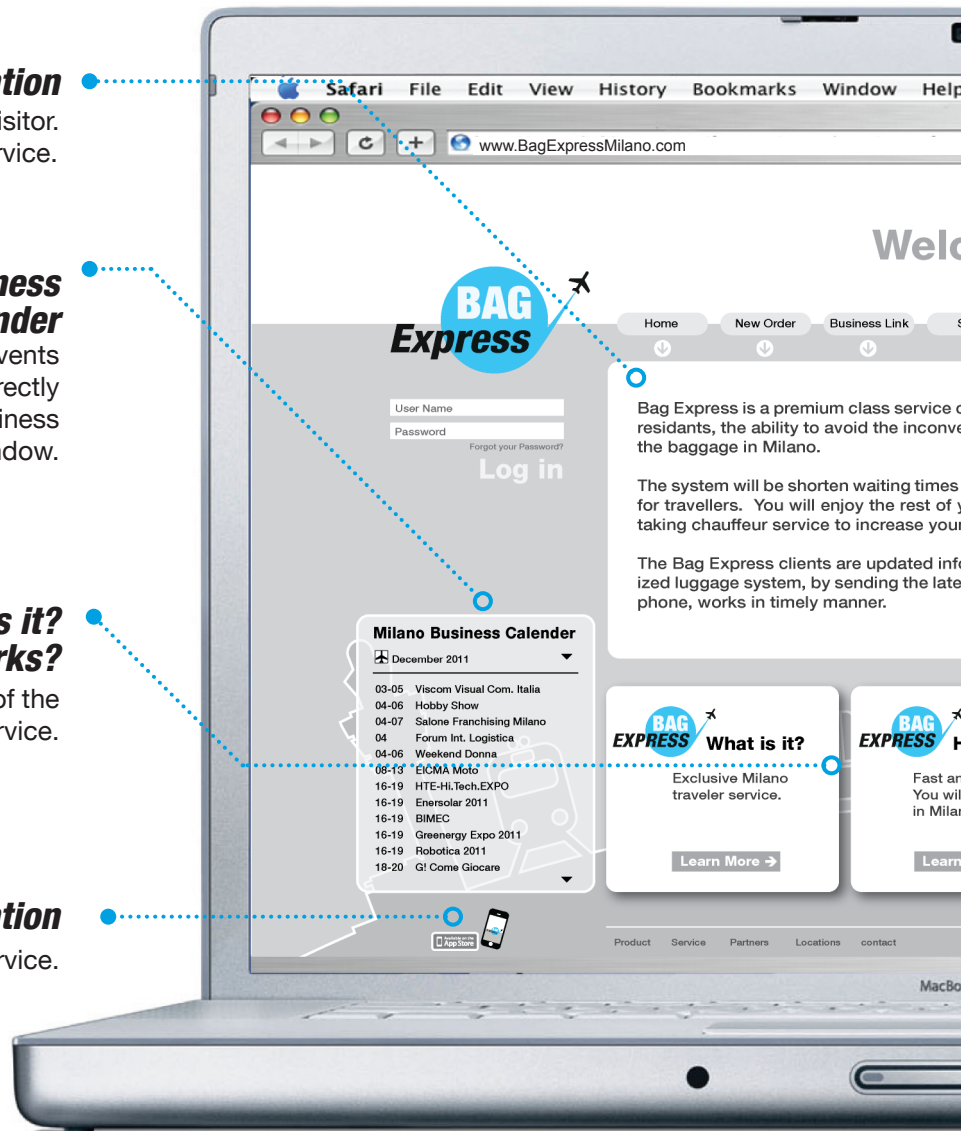 ation
isitor.
rvice.
ness
nder
vents
rectly
iness
ndow.
s it?
rks?
of the
rvice.
ation
rvice.
Safari File Edit View History Bookmarks Window Help
www.BagExpressMilano.com
Welc
BAG
Express
Home New Order Business Link S
User Name
Password
Forgot your Password?
Log in
Bag Express is a premium class service
residants, the ability to avoid the inconve
the baggage in Milano.
The system will be shorten waiting times
for travellers. You will enjoy the rest of y
taking chauffeur service to increase your
The Bag Express clients are updated info
ized luggage system, by sending the late
phone, works in timely manner.
Milano Business Calender
December 2011
03-05 Viscom Visual Com. Italia
04-06 Hobby Show
04-07 Salone Franchising Milano
04 Forum Int. Logistica
04-06 Weekend Donna
08-13 EICMA Moto
16-19 HTE-Hi.Tech.EXPO
16-19 Enersolar 2011
16-19 BIMEC
16-19 Greenergy Expo 2011
16-19 Robotica 2011
18-20 G! Come Giocare
BAG
EXPRESS What is it?
Exclusive Milano
traveler service.
Learn More →
BAG
EXPRESS H
Fast an
You wil
in Milan
Learn
Available on the
App Store
Product Service Partners Locations contact
MacBo